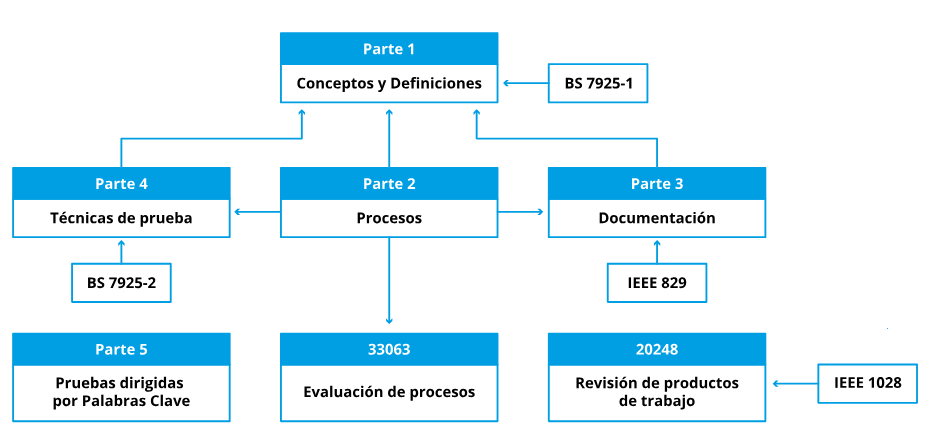 Parte 1
Conceptos y Definiciones
BS 7925-1
Parte 4
Técnicas de prueba
Parte 2
Procesos
Parte 3
Documentación
BS 7925-2
IEEE 829
Parte 5
Pruebas dirigidas
por Palabras Clave
33063
Evaluación de procesos
20248
Revisión de productos
de trabajo
IEEE 1028